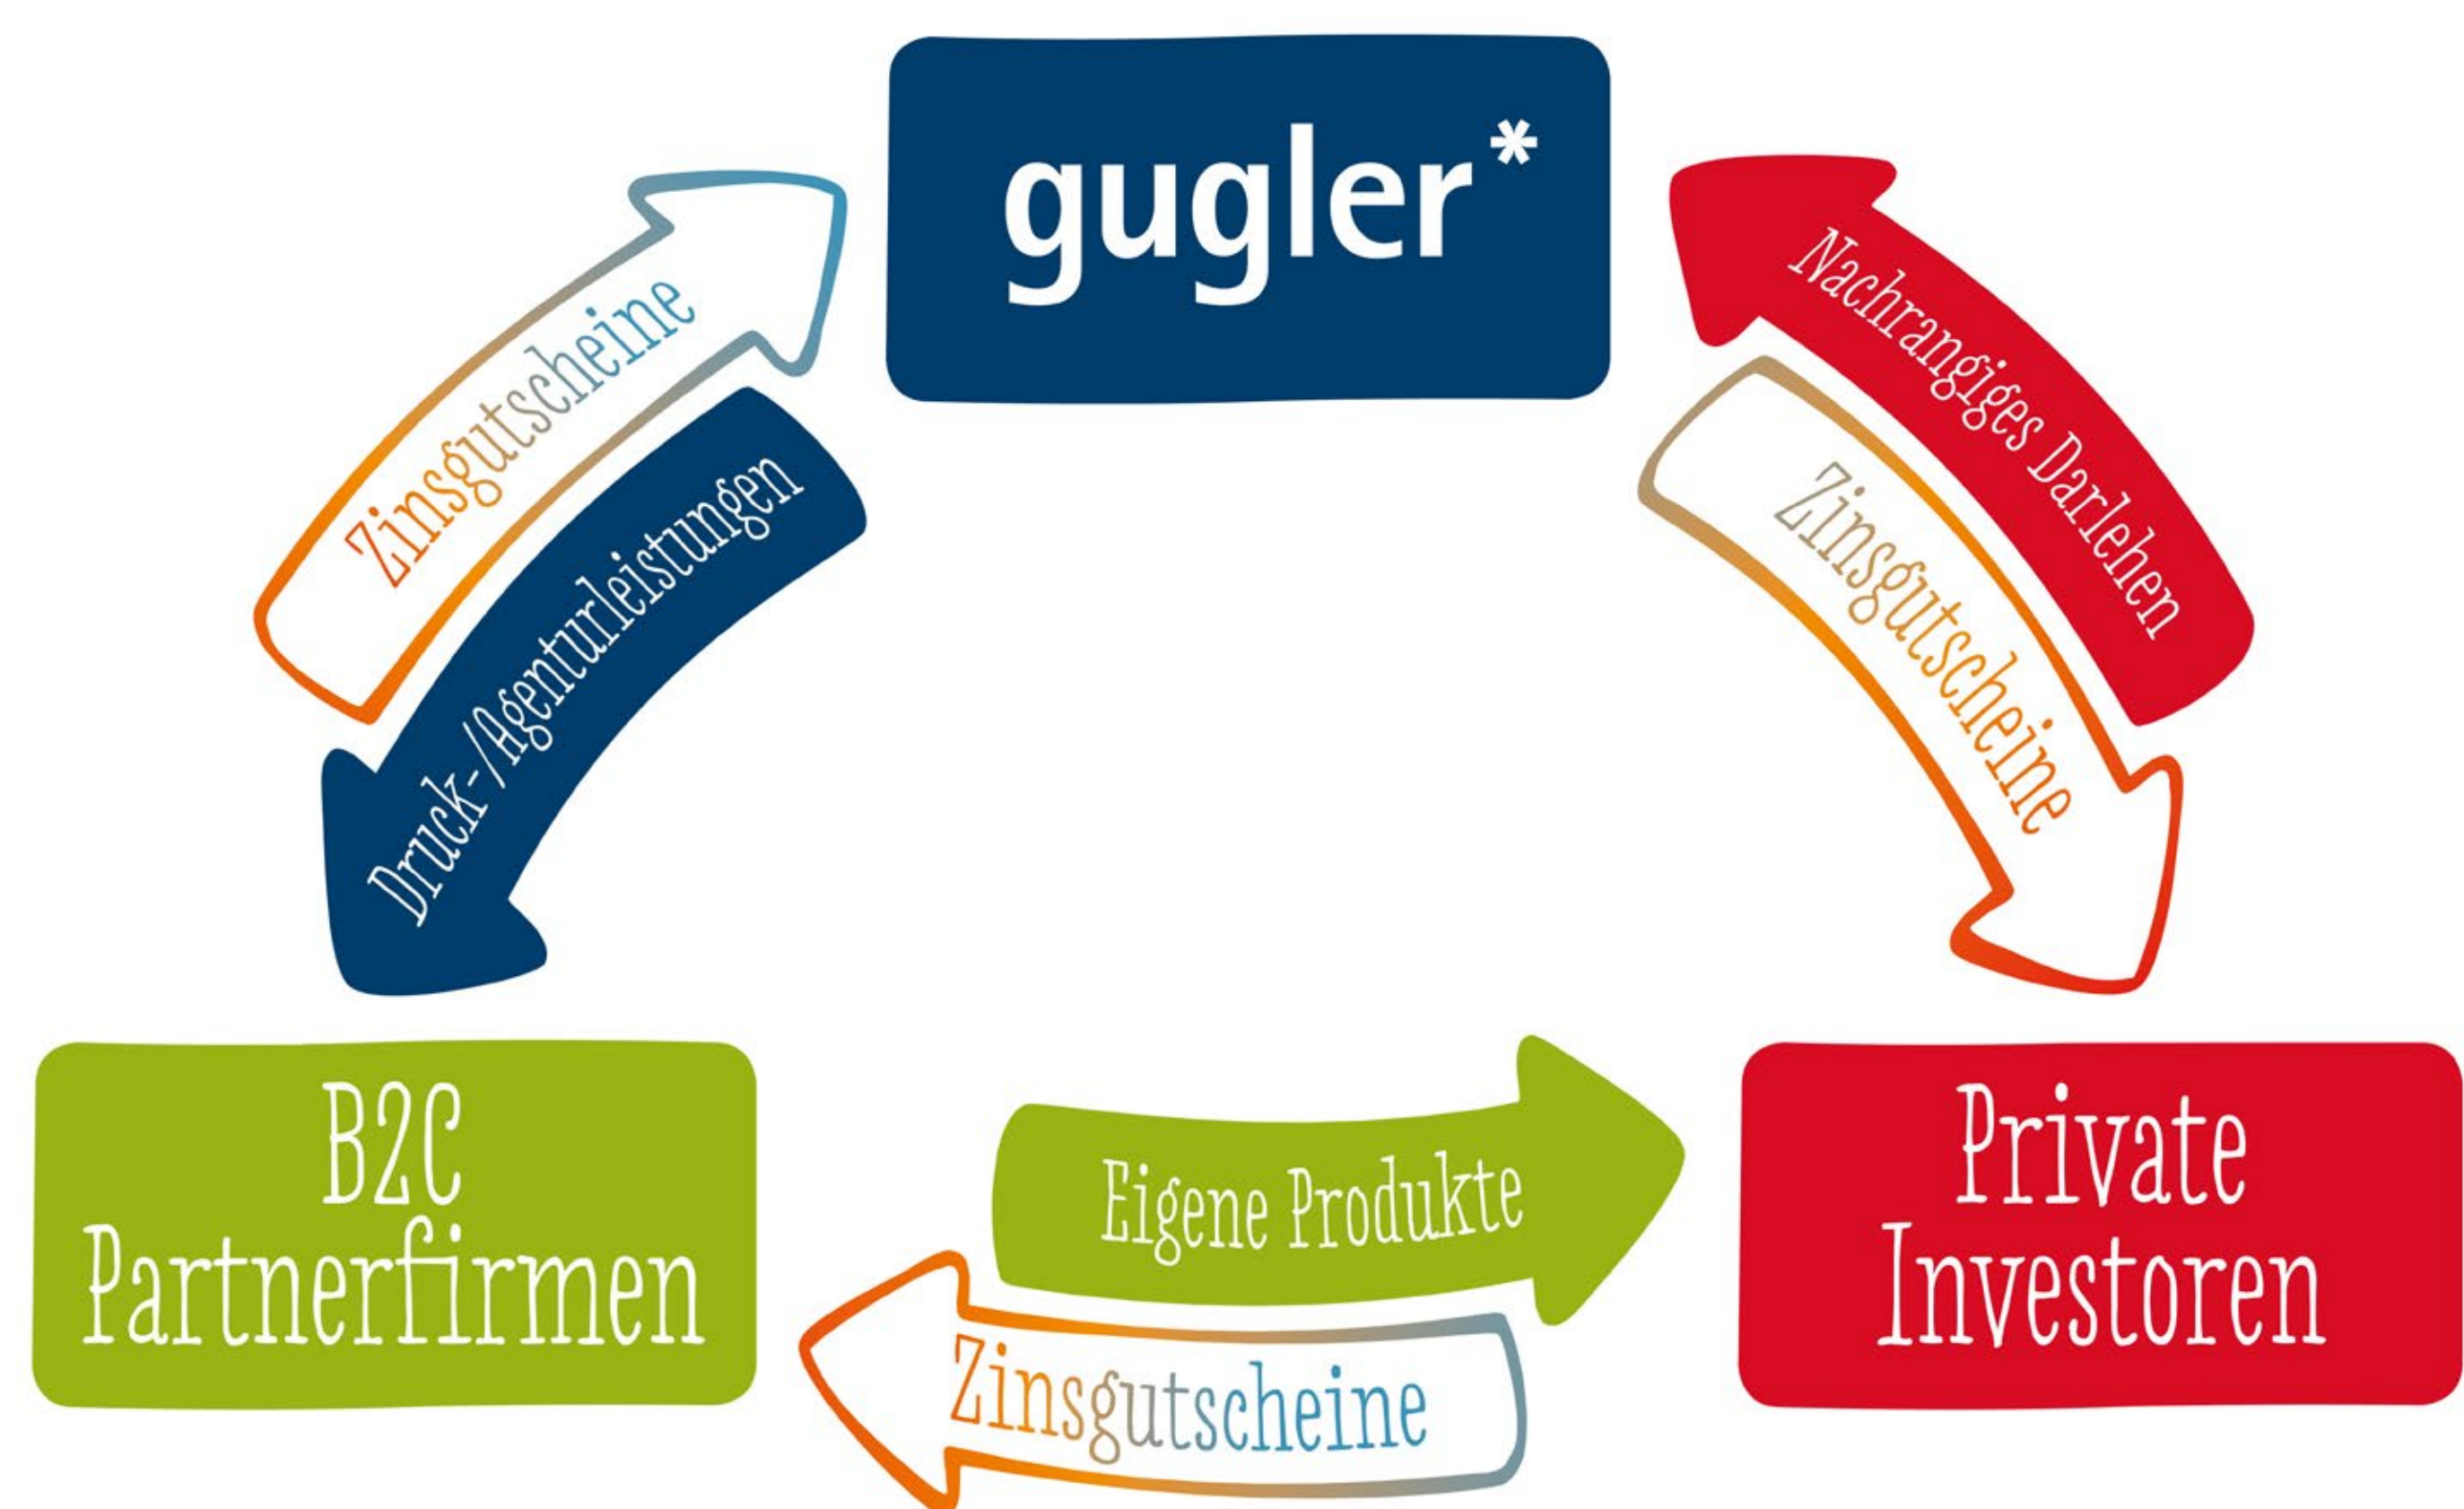 gugler*
Zinsgutscheine
Druck-/Agenturleistungen
Nachrangiges Darlehen
Zinsgutscheine
B2C
Partnerfirmen
Eigene Produkte
Zinsgutscheine
Private
Investoren